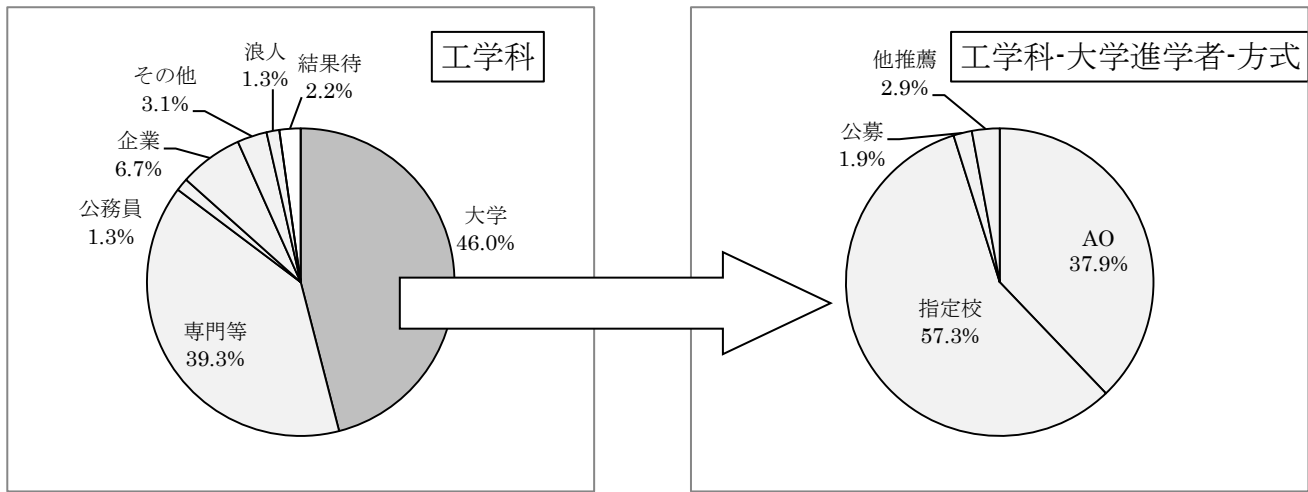 工学科
浪人
1.3%
結果待
2.2%
その他
3.1%
企業
6.7%
公務員
1.3%
大学
46.0%
専門等
39.3%
工学科-大学進学者-方式
他推薦
2.9%
公募
1.9%
AO
37.9%
指定校
57.3%